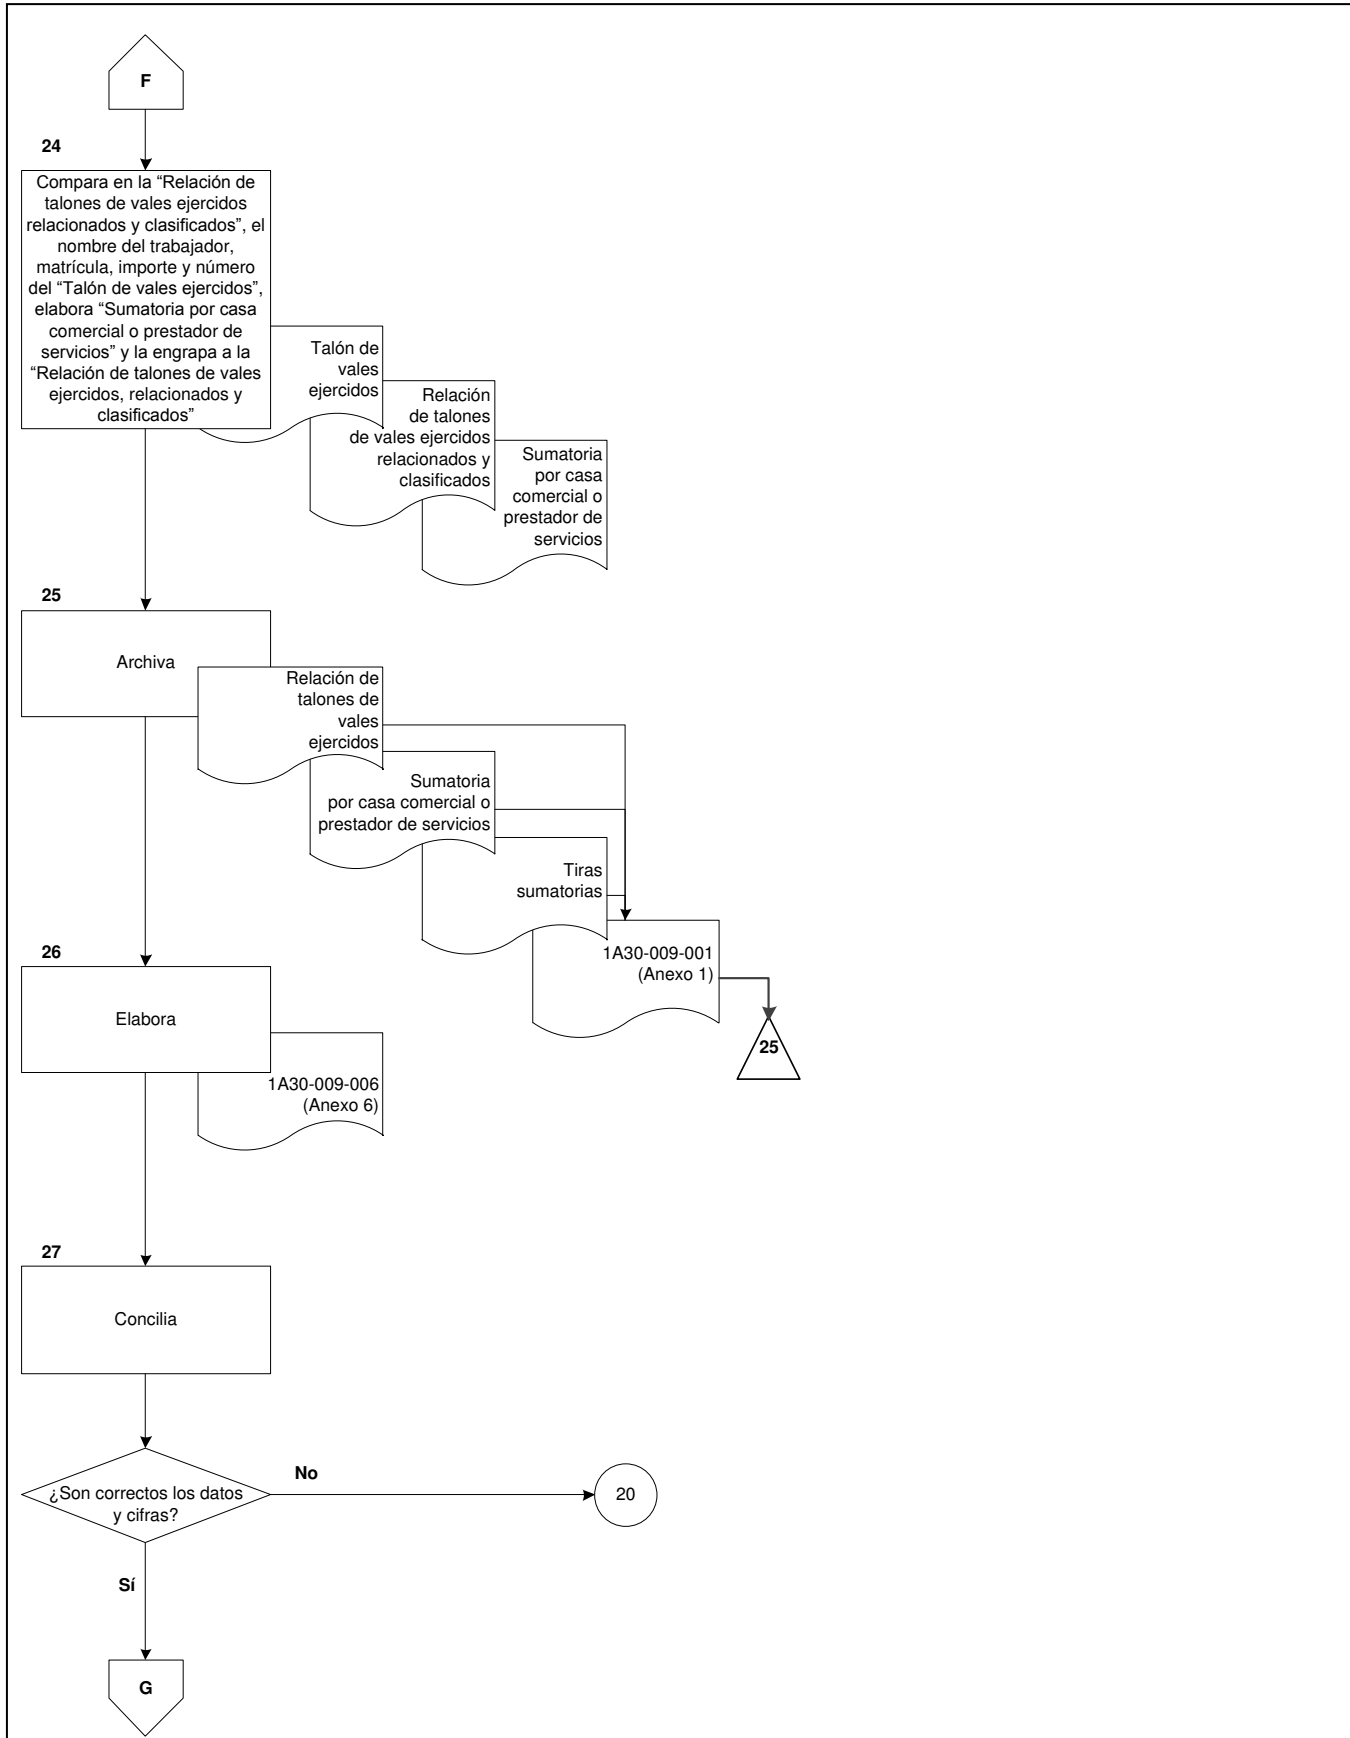 F
24
Compara en la “Relación de
talones de vales ejercidos
relacionados y clasificados”, el
nombre del trabajador,
matrícula, importe y número
del “Talón de vales ejercidos”,
elabora “Sumatoria por casa
comercial o prestador de
servicios” y la engrapa a la
“Relación de talones de vales
ejercidos, relacionados y
clasificados”
Talón de
vales
ejercidos
Relación
de talones
de vales ejercidos
relacionados y
clasificados
Sumatoria
por casa
comercial o
prestador de
servicios
25
Archiva
Relación de
talones de
vales
ejercidos
Sumatoria
por casa comercial o
prestador de servicios
Tiras
sumatorias
1A30-009-001
(Anexo 1)
25
26
Elabora
1A30-009-006
(Anexo 6)
27
Concilia
¿Son correctos los datos
y cifras?
No
20
Sí
G